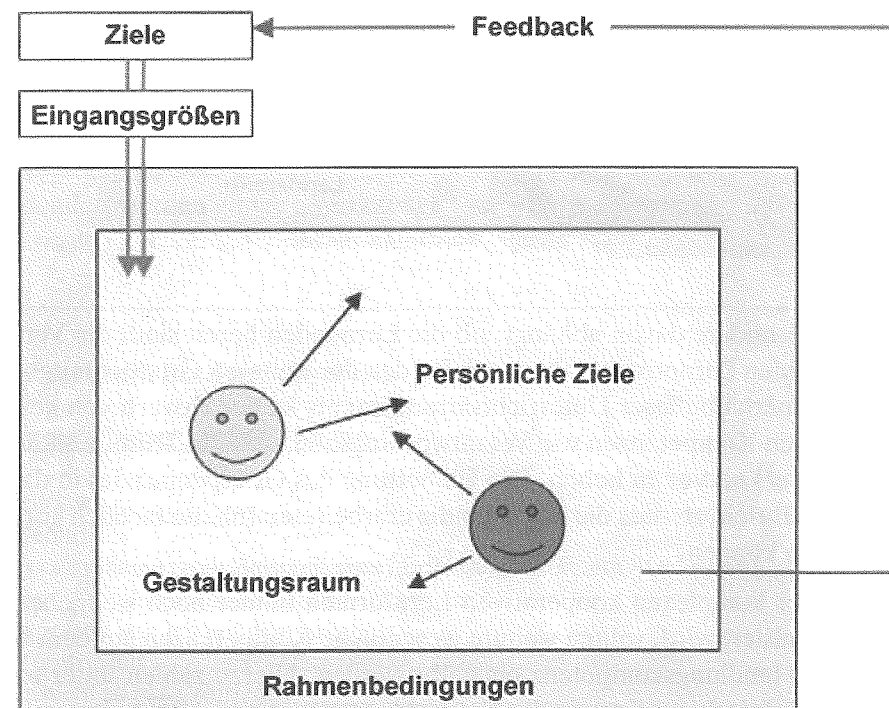 Ziele
Feedback
Eingangsgrößen
Persönliche Ziele
Gestaltungsraum
Rahmenbedingungen